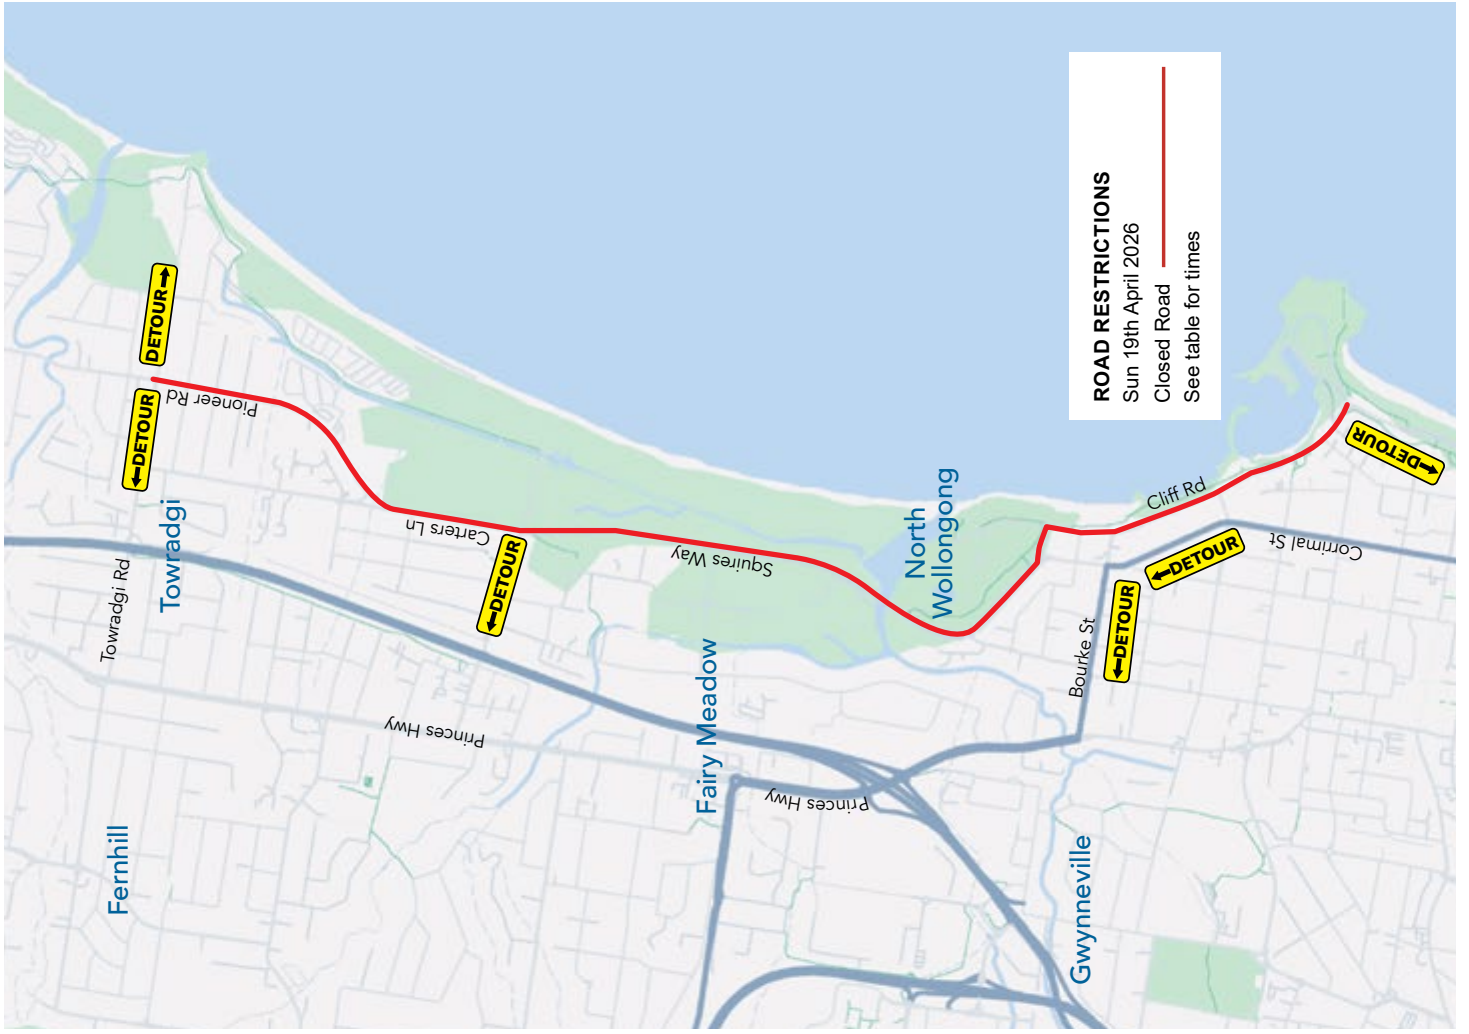 DETOUR
DETOUR
Pioneer Rd
Towradgi
Towradgi Rd
Carters Ln
DETOUR
Squires Way
Princes Hwy
Fernhill
Fairy Meadow
Princes Hwy
North
Wollongong
ROAD RESTRICTIONS
Sun 19th April 2026
Closed Road
See table for times
Cliff Rd
DETOUR
Corrimal St
DETOUR
DETOUR
Bourke St
Gwynneville